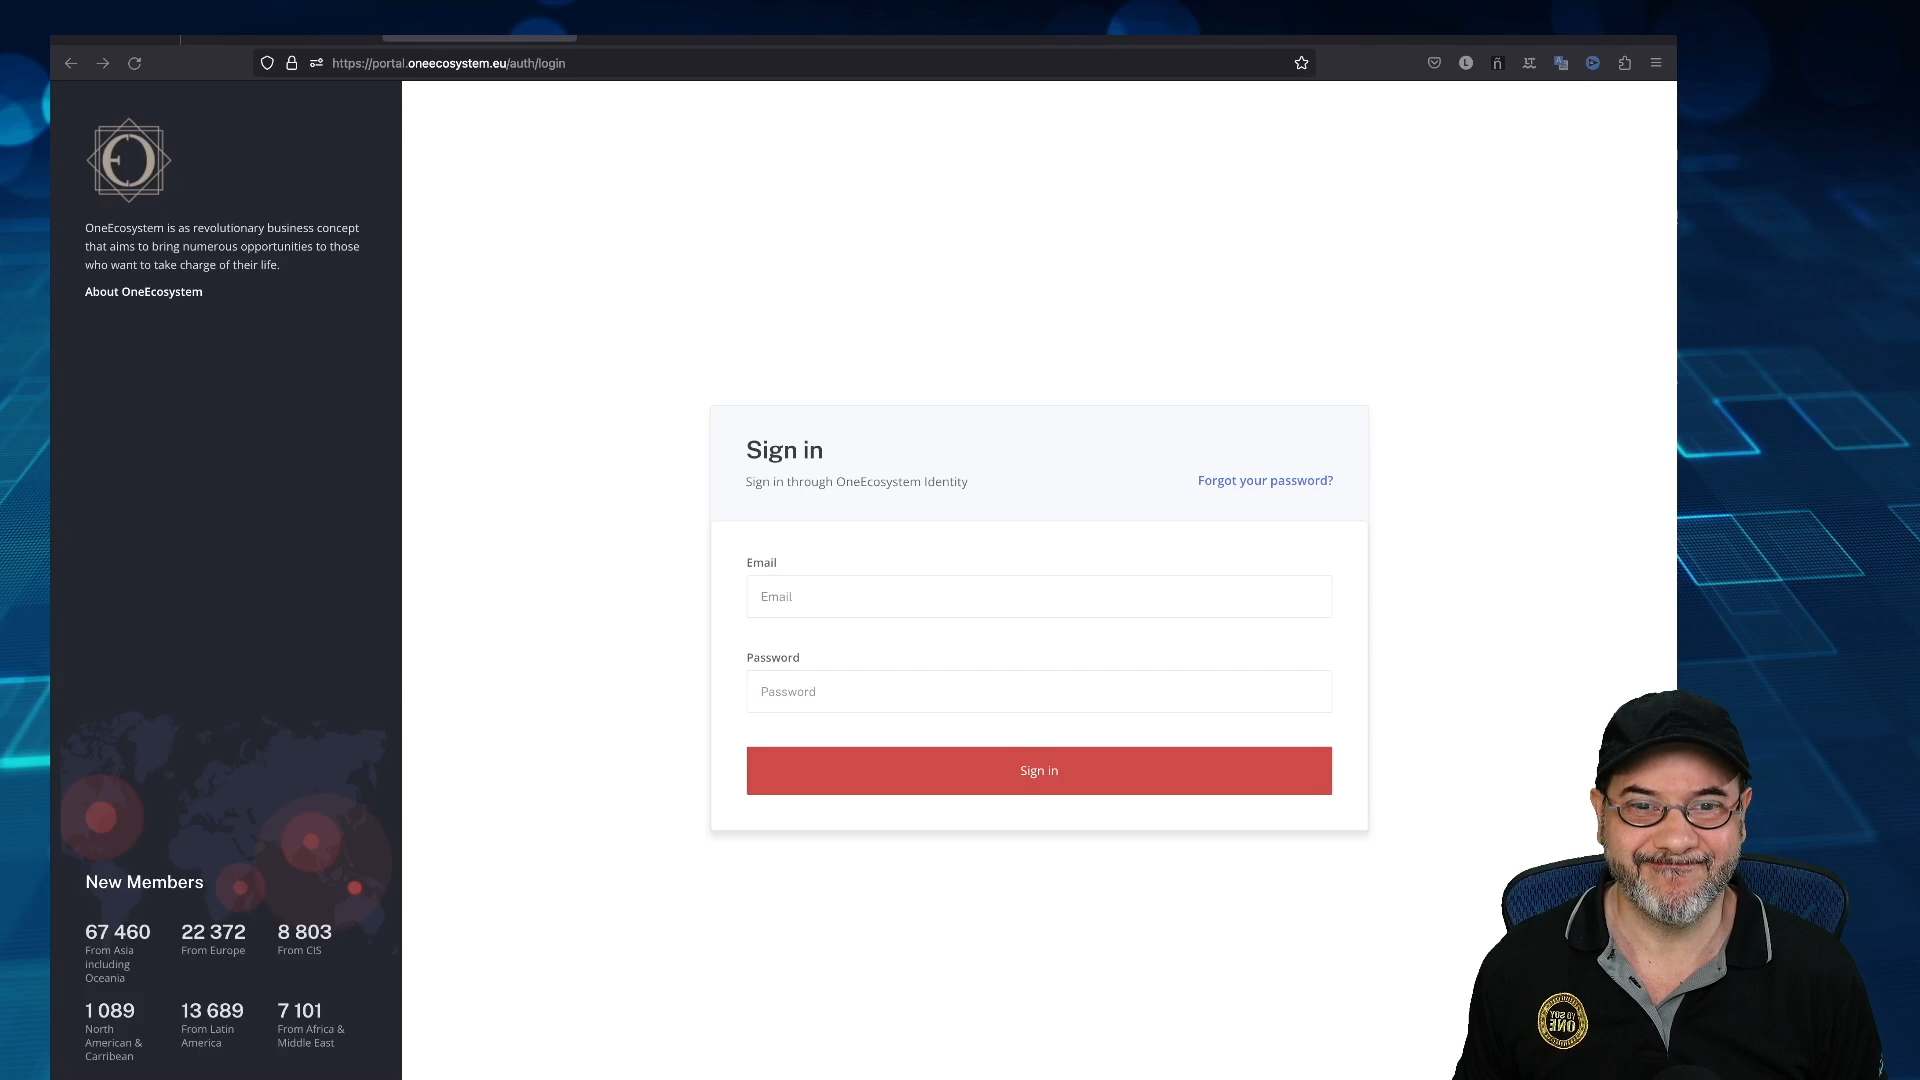 https://portal.oneecosystem.eu/auth/login
OneEcosystem is as revolutionary business concept
that aims to bring numerous opportunities to those
who want to take charge of their life.
About OneEcosystem
Sign in
Sign in through OneEcosystem Identity
Forgot your password?
Email
Email
Password
Password
Sign in
New Members
67 460
From Asia
including
Oceania
22 372
From Europe
8 803
From CIS
1 089
North
American &
Carribean
13 689
From Latin
America
7 101
From Africa &
Middle East
YO SOY
ONE